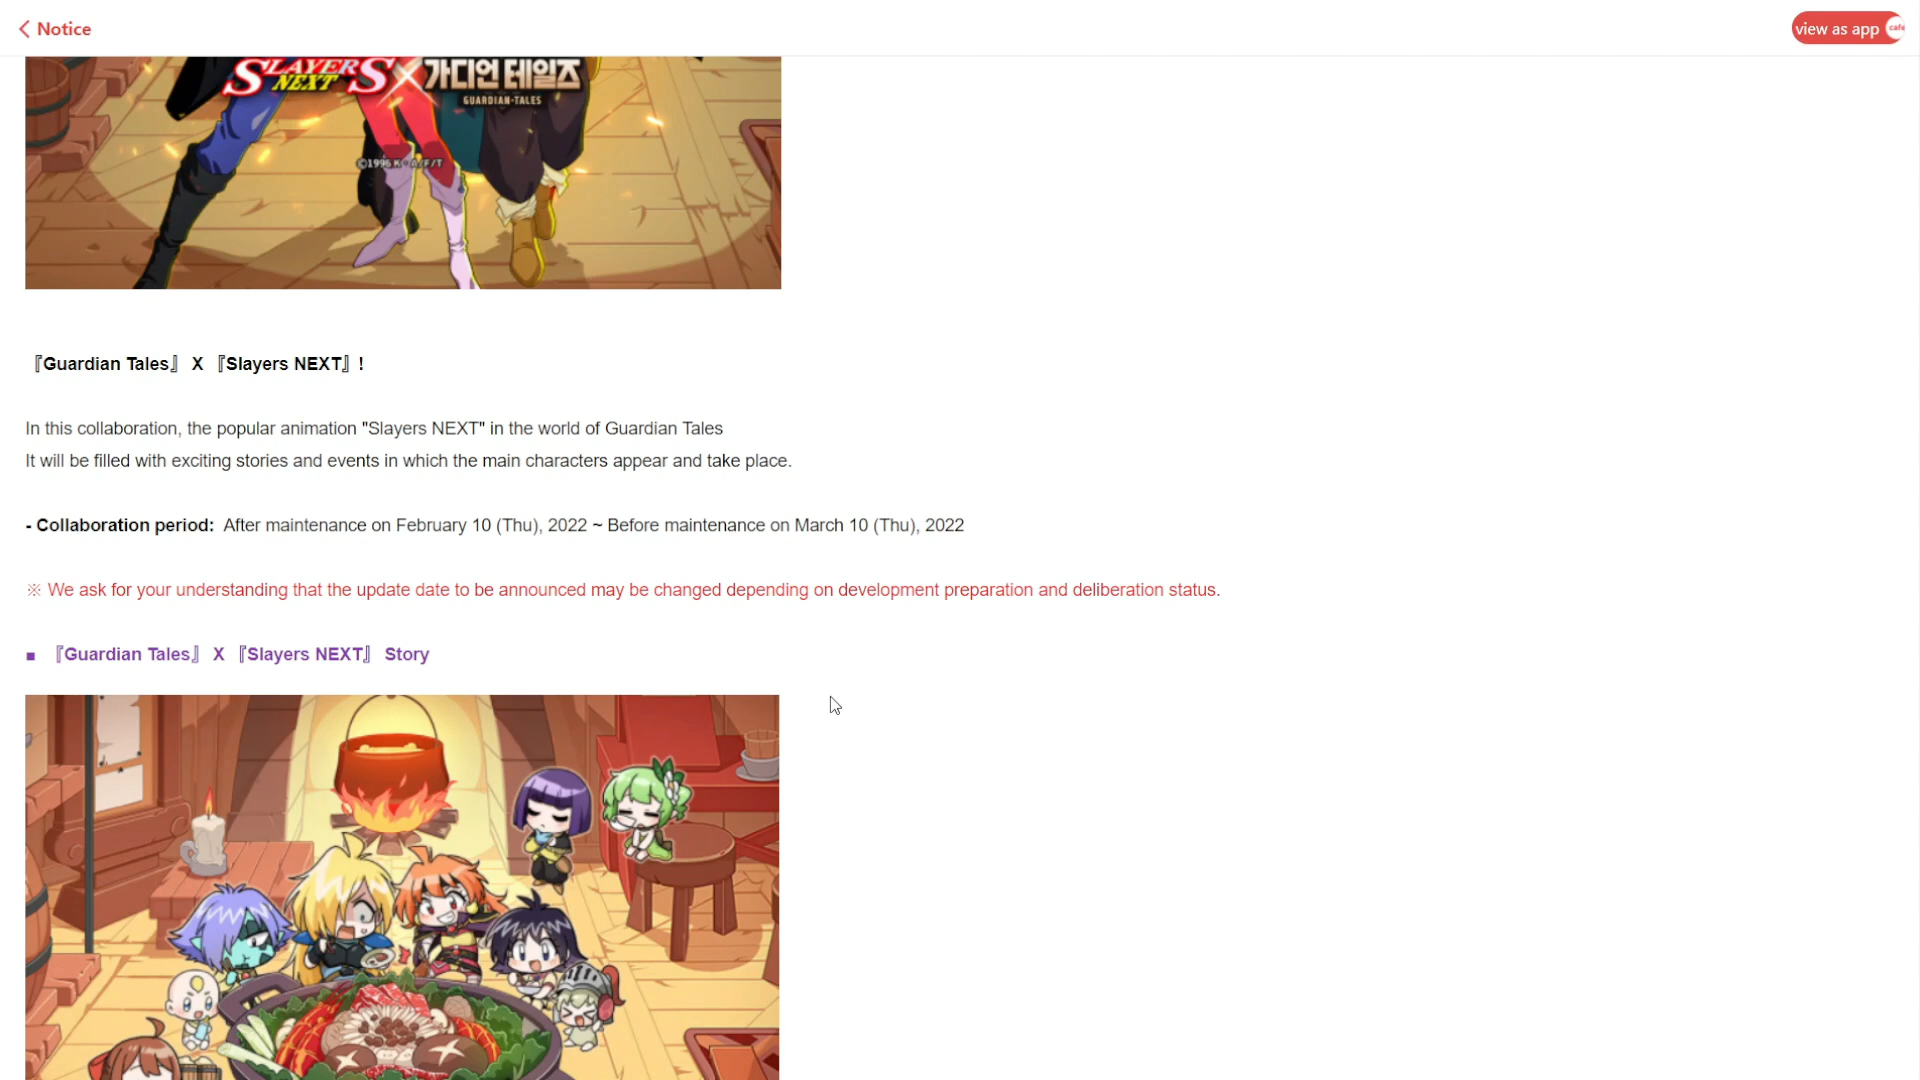 Notice
view as app
cafe
SLAYERS NEXT X 가디언 테일즈
GUARDIAN·TALES
『Guardian Tales』 X 『Slayers NEXT』 !
In this collaboration, the popular animation "Slayers NEXT" in the world of Guardian Tales
It will be filled with exciting stories and events in which the main characters appear and take place.
- Collaboration period: After maintenance on February 10 (Thu), 2022 ~ Before maintenance on March 10 (Thu), 2022
※ We ask for your understanding that the update date to be announced may be changed depending on development preparation and deliberation status.
■ 『Guardian Tales』 X 『Slayers NEXT』 Story